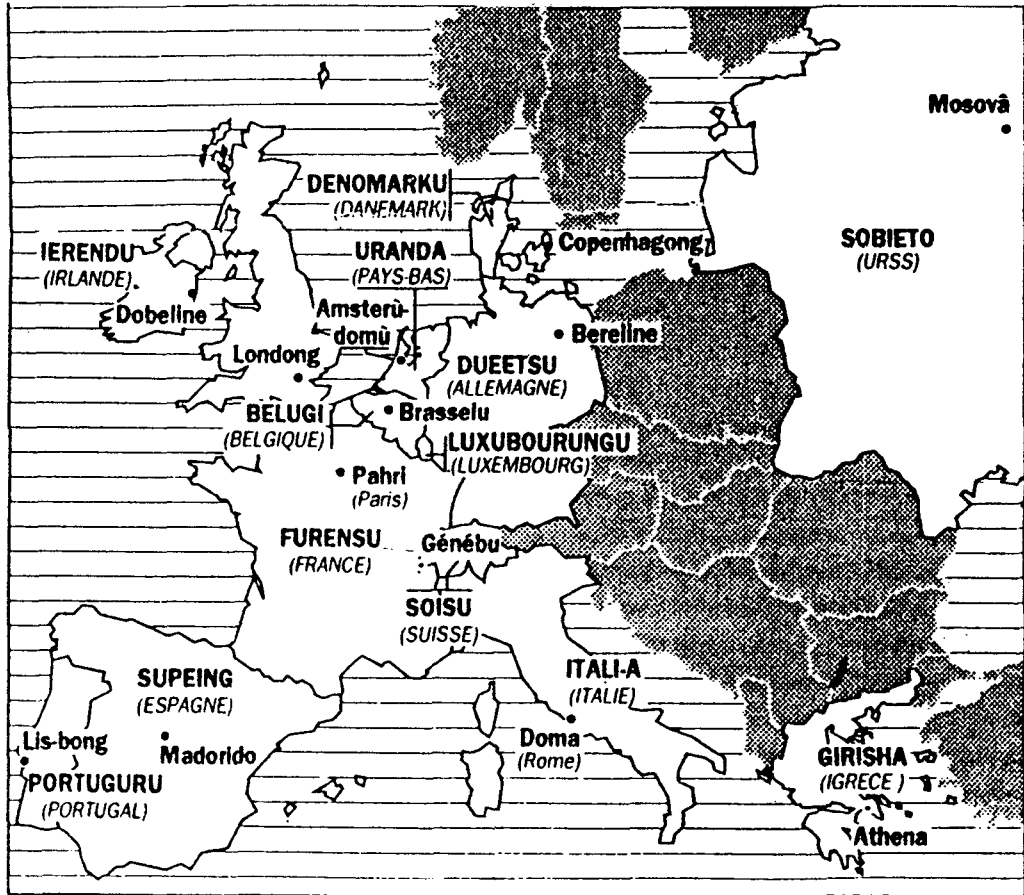 Mosovâ
DENOMARKU
(DANEMARK)
IERENDU
(IRLANDE)
URANDA
(PAYS-BAS)
Copenhagong
SOBIETO
(URSS)
Dobeline
Amsterù-
domù
Bereline
Londong
DUEETSU
(ALLEMAGNE)
BELUGI
(BELGIQUE)
Brasselu
LUXUBOURUNGU
(LUXEMBOURG)
Pahri
(Paris)
FURENSU
(FRANCE)
Génébu
SOISU
(SUISSE)
SUPEING
(ESPAGNE)
ITALI-A
(ITALIE)
Lis-bong
Madorido
Doma
(Rome)
PORTUGURU
(PORTUGAL)
GIRISHA
(IGRECE )
Athena